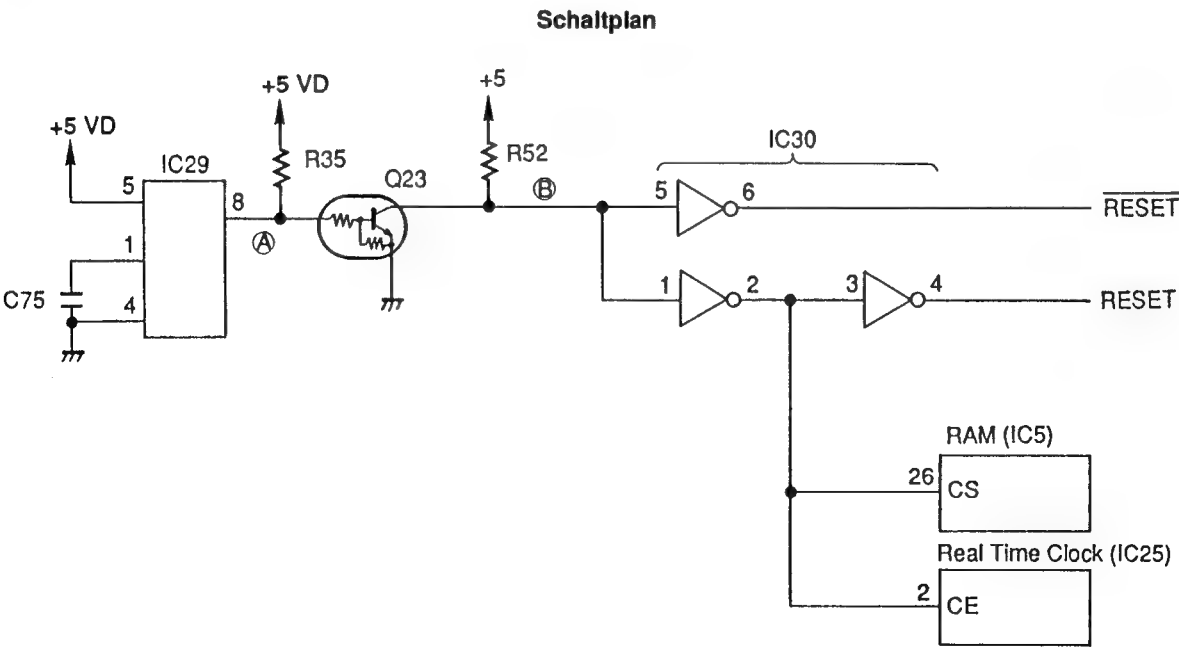 Schaltplan
+5 VD
+5
+5 VD
IC29
R35
Q23
R52
IC30
5
8
Ⓐ
Ⓑ
5
6
RESET
1
C75
4
1
2
3
4
RESET
RAM (IC5)
26
CS
Real Time Clock (IC25)
2
CE